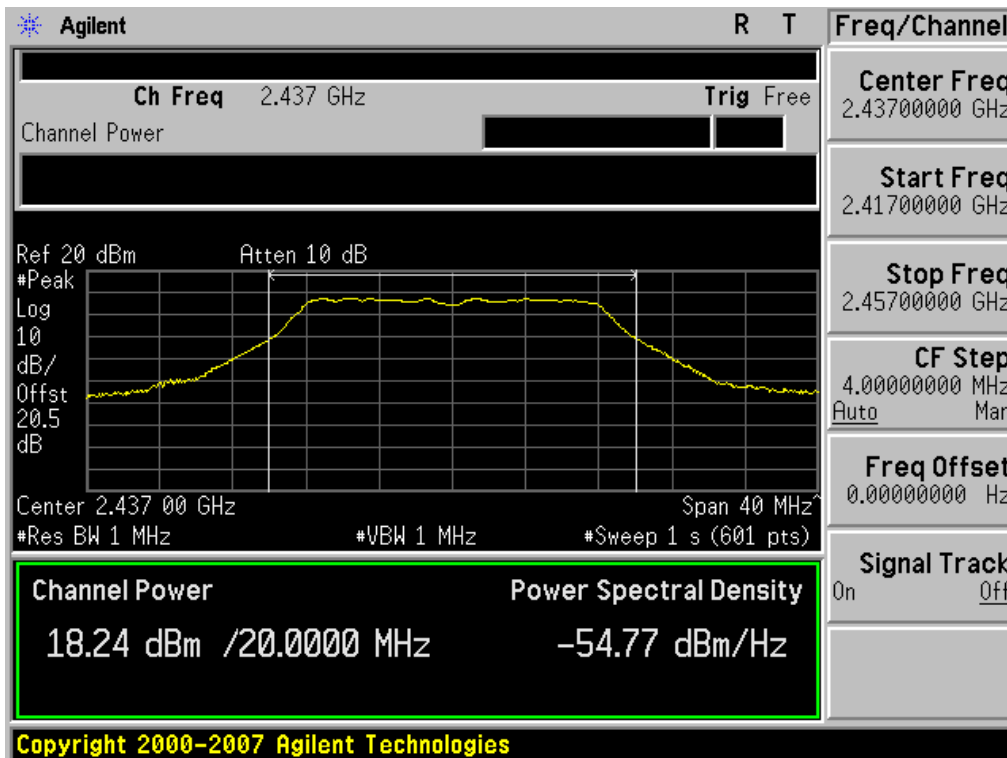 Agilent R T Freq/Channel
Ch Freq 2.437 GHz Trig Free
Channel Power
Center Freq
2.43700000 GHz
Start Freq
2.41700000 GHz
Stop Freq
2.45700000 GHz
CF Step
4.00000000 MHz
Auto Man
Freq Offset
0.00000000 Hz
Signal Track
On Off
Ref 20 dBm Atten 10 dB
#Peak
Log
10
dB/
Offst
20.5
dB
Center 2.437 00 GHz Span 40 MHz^
#Res BW 1 MHz #VBW 1 MHz #Sweep 1 s (601 pts)
Channel Power Power Spectral Density
18.24 dBm /20.0000 MHz -54.77 dBm/Hz
Copyright 2000-2007 Agilent Technologies